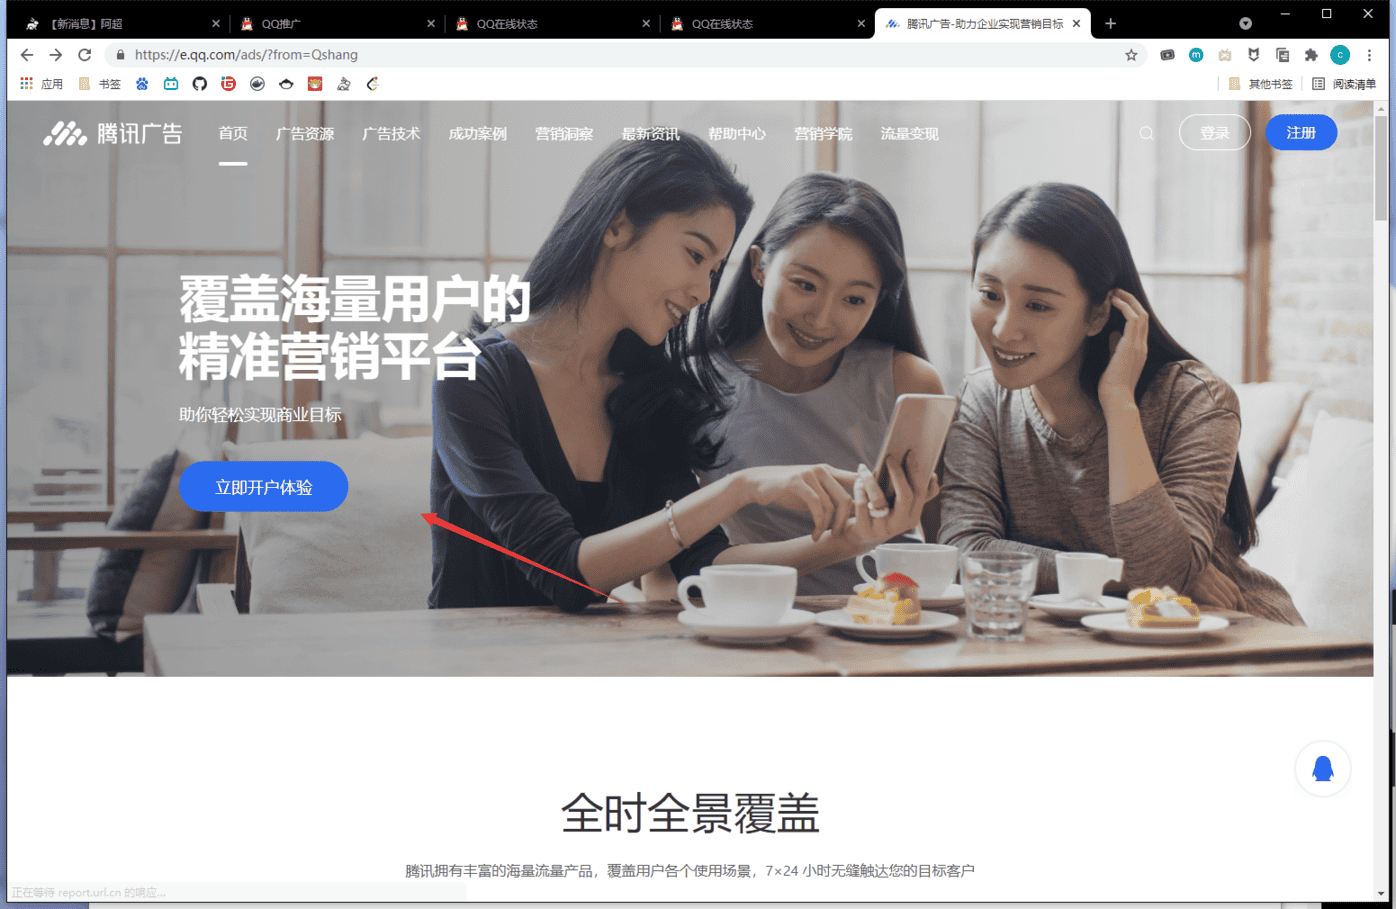 【新消息】阿超
QQ推广
QQ在线状态
QQ在线状态
腾讯广告-助力企业实现营销目标
https://e.qq.com/ads/?from=Qshang
应用
书签
其他书签
阅读清单
腾讯广告
首页
广告资源
广告技术
成功案例
营销洞察
最新资讯
帮助中心
营销学院
流量变现
登录
注册
覆盖海量用户的
精准营销平台
助你轻松实现商业目标
立即开户体验
全时全景覆盖
腾讯拥有丰富的海量流量产品，覆盖用户各个使用场景，7×24 小时无缝触达您的目标客户
正在等待 report.url.cn 的响应...